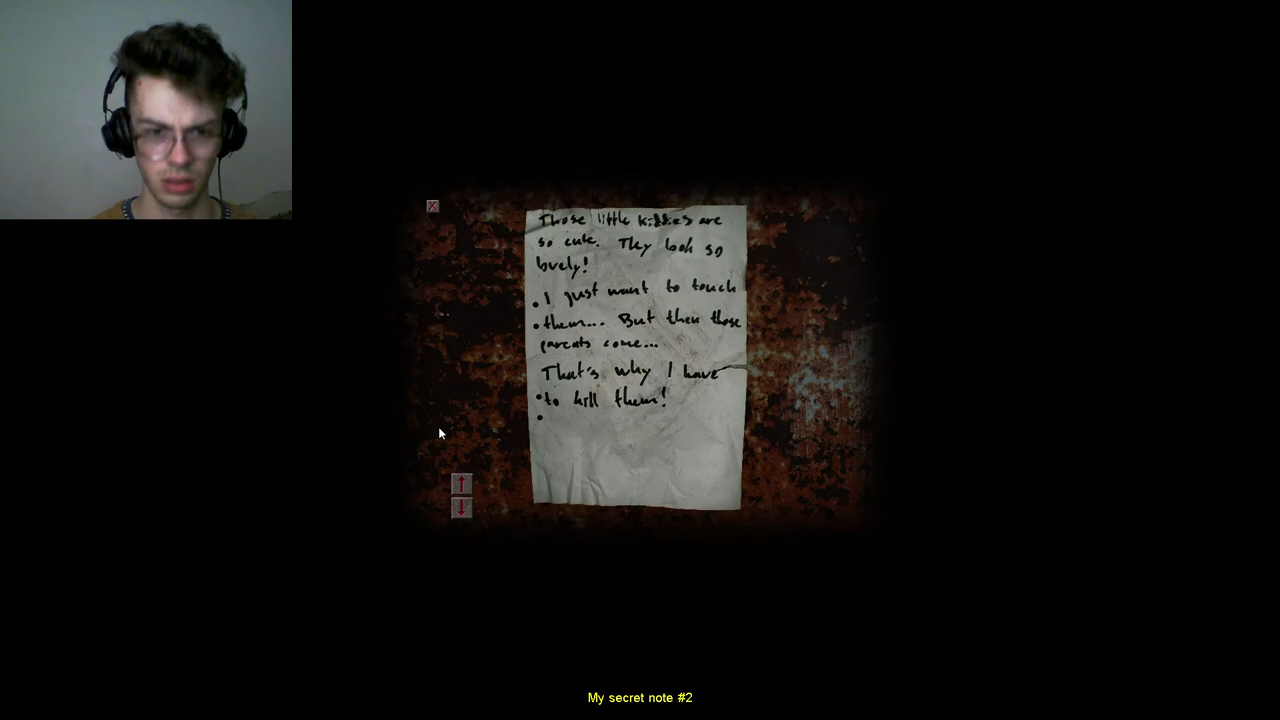 Those little kiddies are
so cute. They look so
lovely!
I just want to touch
them... But then those
parents come...
That's why I have
to kill them!
X
My secret note #2